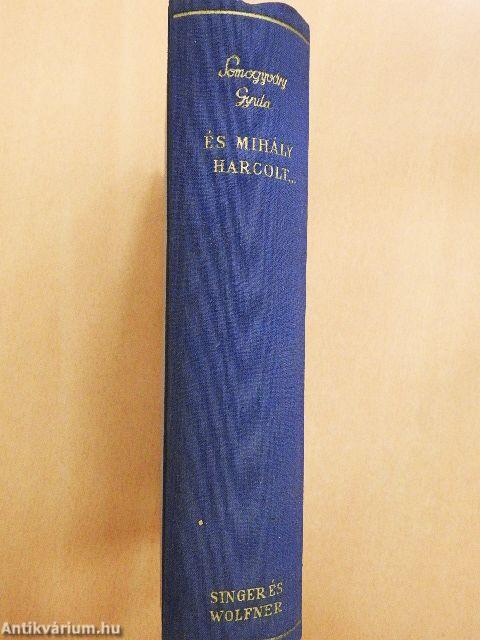 Somogyváry
Gyula
ÉS MIHÁLY
HARCOLT...
SINGER ÉS
WOLFNER
Antikvárium.hu